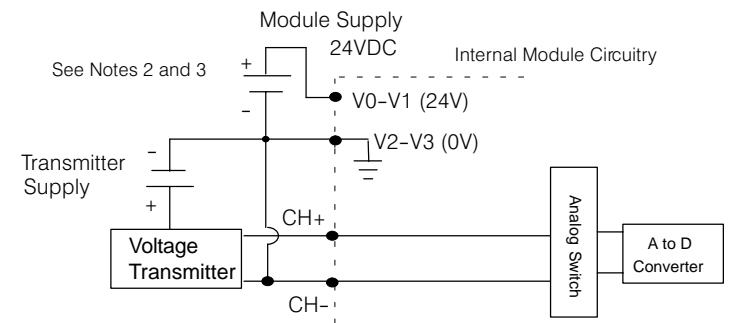 Module Supply
24VDC
Internal Module Circuitry
See Notes 2 and 3
+
-
V0-V1 (24V)
V2-V3 (0V)
-
Transmitter
Supply
+
CH+
Voltage
Transmitter
Analog Switch
A to D
Converter
CH-